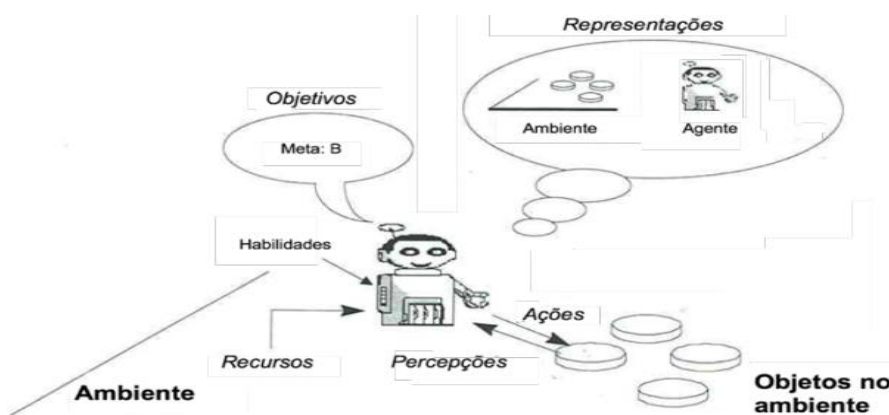 Representações
Ambiente
Agente
Objetivos
Meta: B
Habilidades
Ações
Recursos
Percepções
Ambiente
Objetos no
ambiente